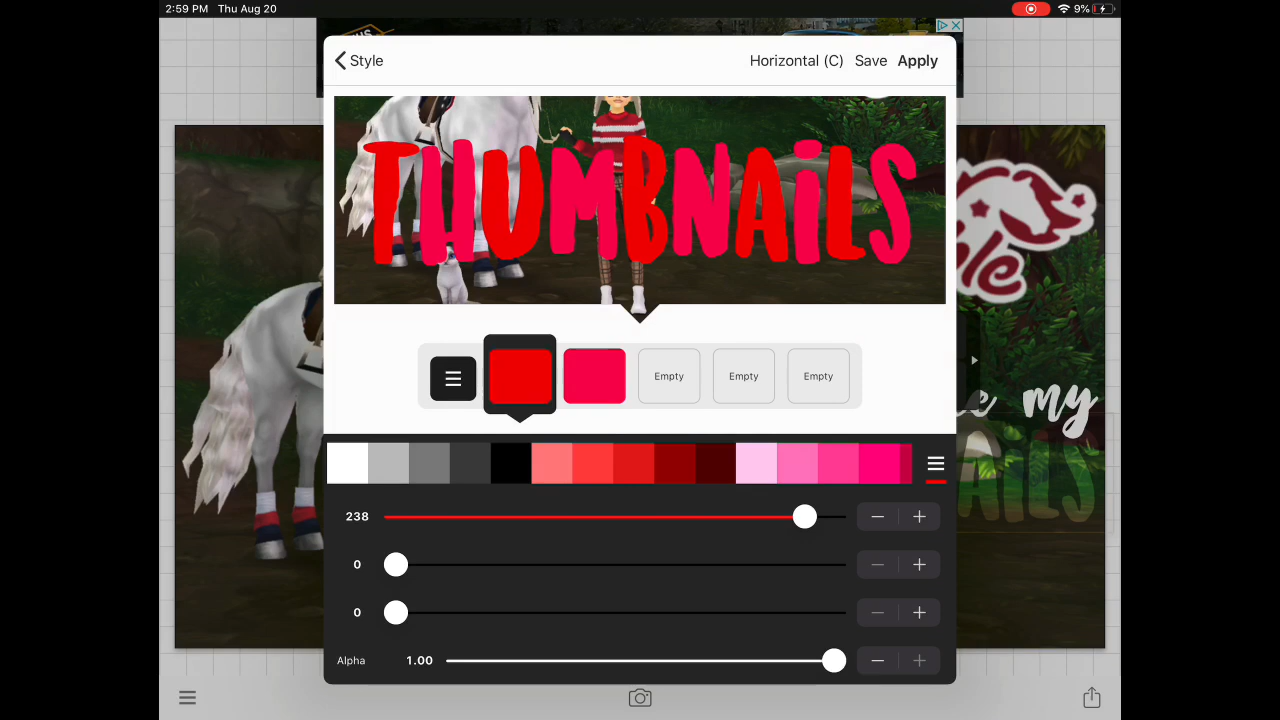 2:59 PM Thu Aug 20
9%
Style
Horizontal (C) Save Apply
THUMBNAiLS
Empty Empty Empty
my
AiLS
238
0
0
Alpha 1.00